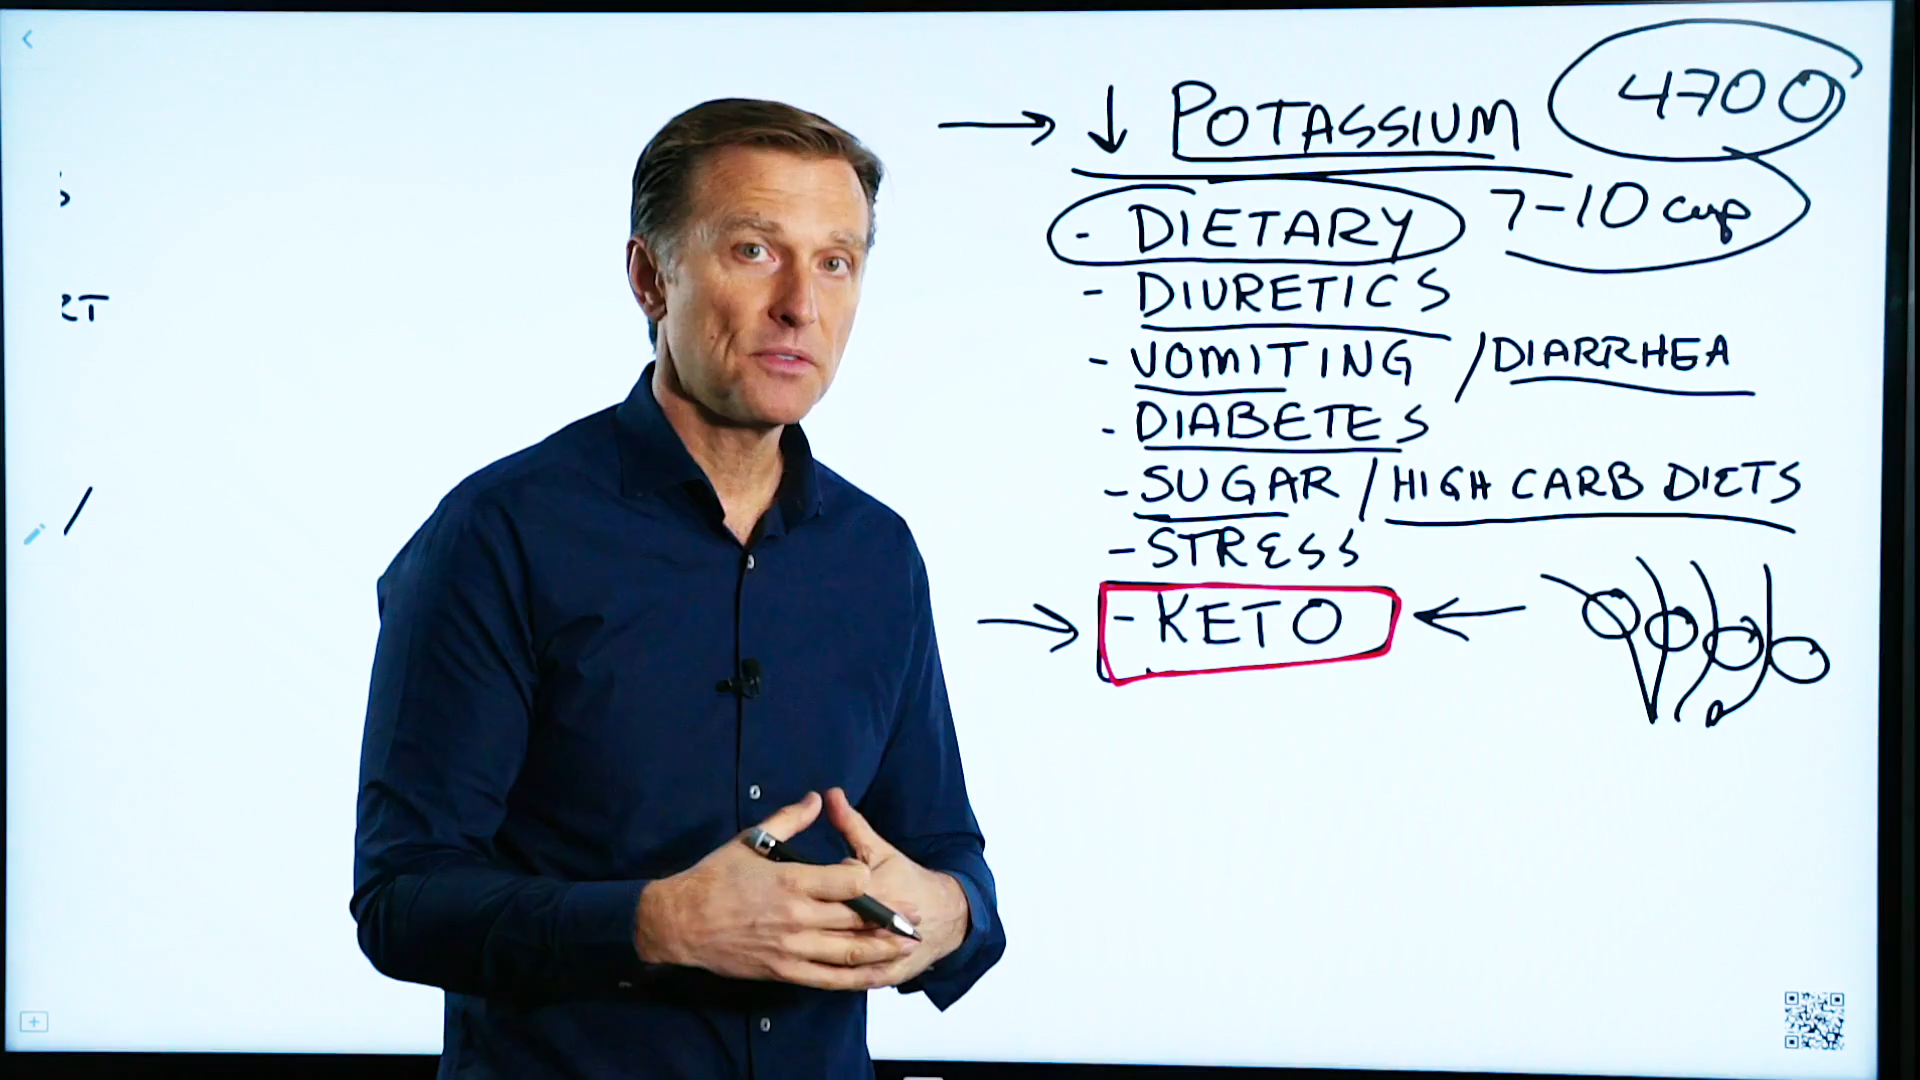 ↓ POTASSIUM 4700
- DIETARY 7-10 cup
- DIURETICS
- VOMITING / DIARRHEA
- DIABETES
- SUGAR / HIGH CARB DIETS
- STRESS
- KETO